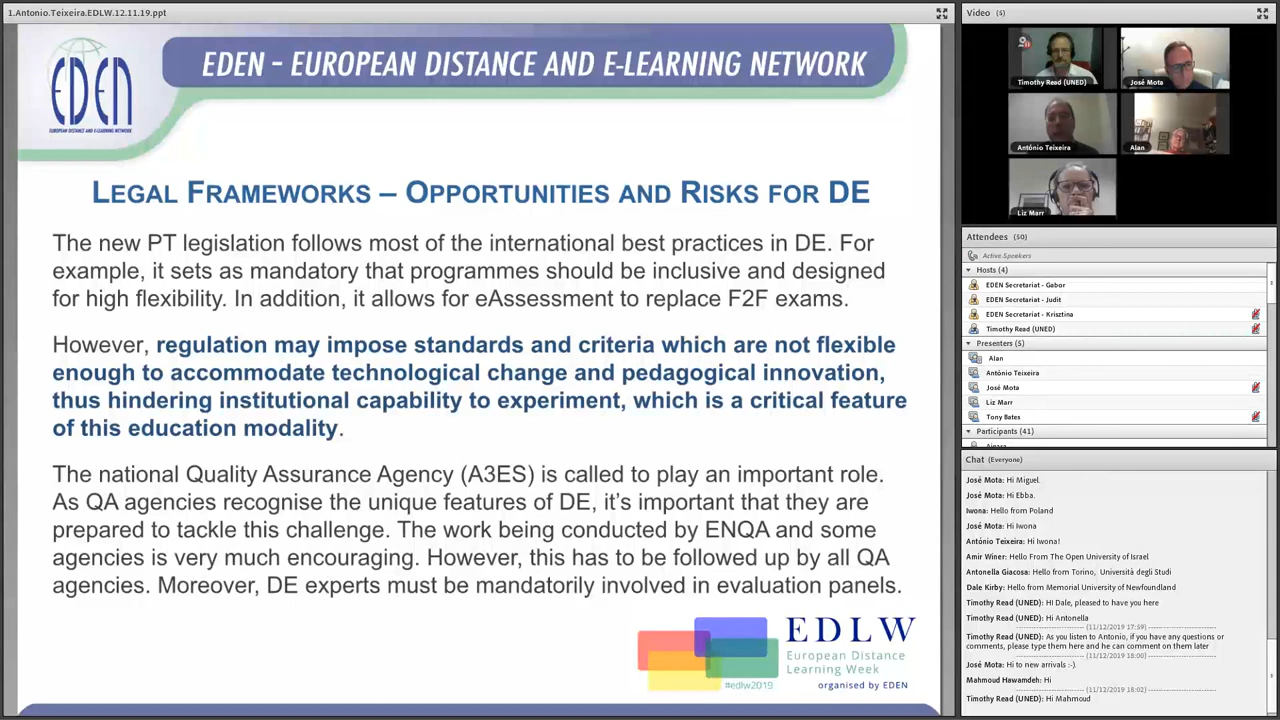 1.Antonio.Teixeira.EDLW.12.11.19.ppt
EDEN
EUROPEAN DISTANCE AND E-LEARNING NETWORK
EDEN - EUROPEAN DISTANCE AND E-LEARNING NETWORK
LEGAL FRAMEWORKS – OPPORTUNITIES AND RISKS FOR DE
The new PT legislation follows most of the international best practices in DE. For
example, it sets as mandatory that programmes should be inclusive and designed
for high flexibility. In addition, it allows for eAssessment to replace F2F exams.
However, regulation may impose standards and criteria which are not flexible
enough to accommodate technological change and pedagogical innovation,
thus hindering institutional capability to experiment, which is a critical feature
of this education modality.
The national Quality Assurance Agency (A3ES) is called to play an important role.
As QA agencies recognise the unique features of DE, it's important that they are
prepared to tackle this challenge. The work being conducted by ENQA and some
agencies is very much encouraging. However, this has to be followed up by all QA
agencies. Moreover, DE experts must be mandatorily involved in evaluation panels.
EDLW
European Distance
Learning Week
#edlw2019
organised by EDEN
Video (5)
Timothy Read (UNED)
José Mota
António Teixeira
Alan
Liz Marr
Attendees (50)
Active Speakers
Hosts (4)
EDEN Secretariat - Gabor
EDEN Secretariat - Judit
EDEN Secretariat - Krisztina
Timothy Read (UNED)
Presenters (5)
Alan
António Teixeira
José Mota
Liz Marr
Tony Bates
Participants (41)
Chat (Everyone)
José Mota: Hi Miguel.
José Mota: Hi Ebba.
Iwona: Hello from Poland
José Mota: Hi Iwona
António Teixeira: Hi Iwona!
Amir Winer: Hello From The Open University of Israel
Antonella Giacosa: Hello from Torino, Università degli Studi
Dale Kirby: Hello from Memorial University of Newfoundland
Timothy Read (UNED): HI Dale, pleased to have you here
Timothy Read (UNED): Hi Antonella
(11/12/2019 17:59)
Timothy Read (UNED): As you listen to Antonio, if you have any questions or
comments, please type them here and he can comment on them later
(11/12/2019 18:00)
José Mota: Hi to new arrivals :-).
Mahmoud Hawamdeh: Hi
(11/12/2019 18:02)
Timothy Read (UNED): Hi Mahmoud